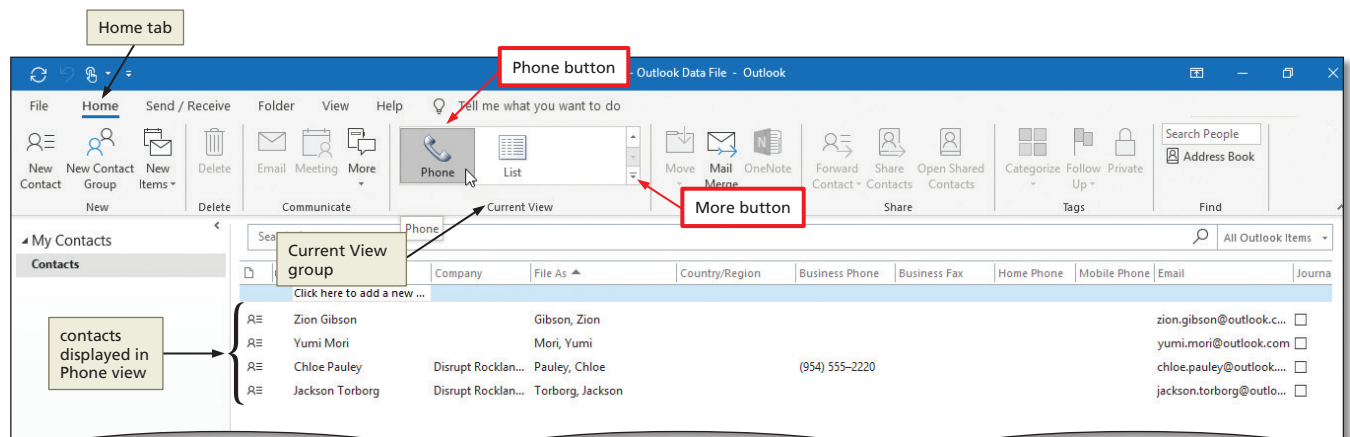 Home tab
Phone button
- Outlook Data File - Outlook
File Home Send / Receive Folder View Help Tell me what you want to do
New Contact
New Contact Group
New Items
Delete
Email
Meeting
More
Phone
List
Move
Mail Merge
OneNote
Forward Contact
Share Contacts
Open Shared Contacts
Categorize
Follow Up
Private
Search People
Address Book
More button
New Delete Communicate Current View Share Tags Find
My Contacts
Phone
All Outlook Items
Current View
group
Contacts
Company File As Country/Region Business Phone Business Fax Home Phone Mobile Phone Email Journa
Click here to add a new ...
contacts
displayed in
Phone view
Zion Gibson Gibson, Zion zion.gibson@outlook.c...
Yumi Mori Mori, Yumi yumi.mori@outlook.com
Chloe Pauley Disrupt Rocklan... Pauley, Chloe (954) 555–2220 chloe.pauley@outlook....
Jackson Torborg Disrupt Rocklan... Torborg, Jackson jackson.torborg@outlo...